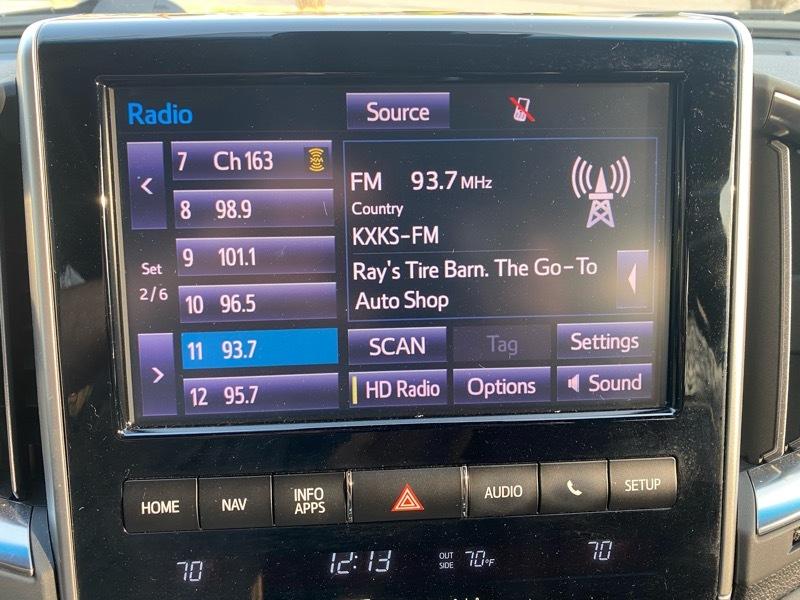 Radio
Source
7 Ch 163
8 98.9
9 101.1
10 96.5
11 93.7
12 95.7
Set
2/6
FM 93.7 MHz
Country
KXKS-FM
Ray's Tire Barn. The Go-To
Auto Shop
SCAN
Tag
Settings
HD Radio
Options
Sound
HOME
NAV
INFO
APPS
AUDIO
SETUP
70
12:13
OUT
SIDE
70°F
70